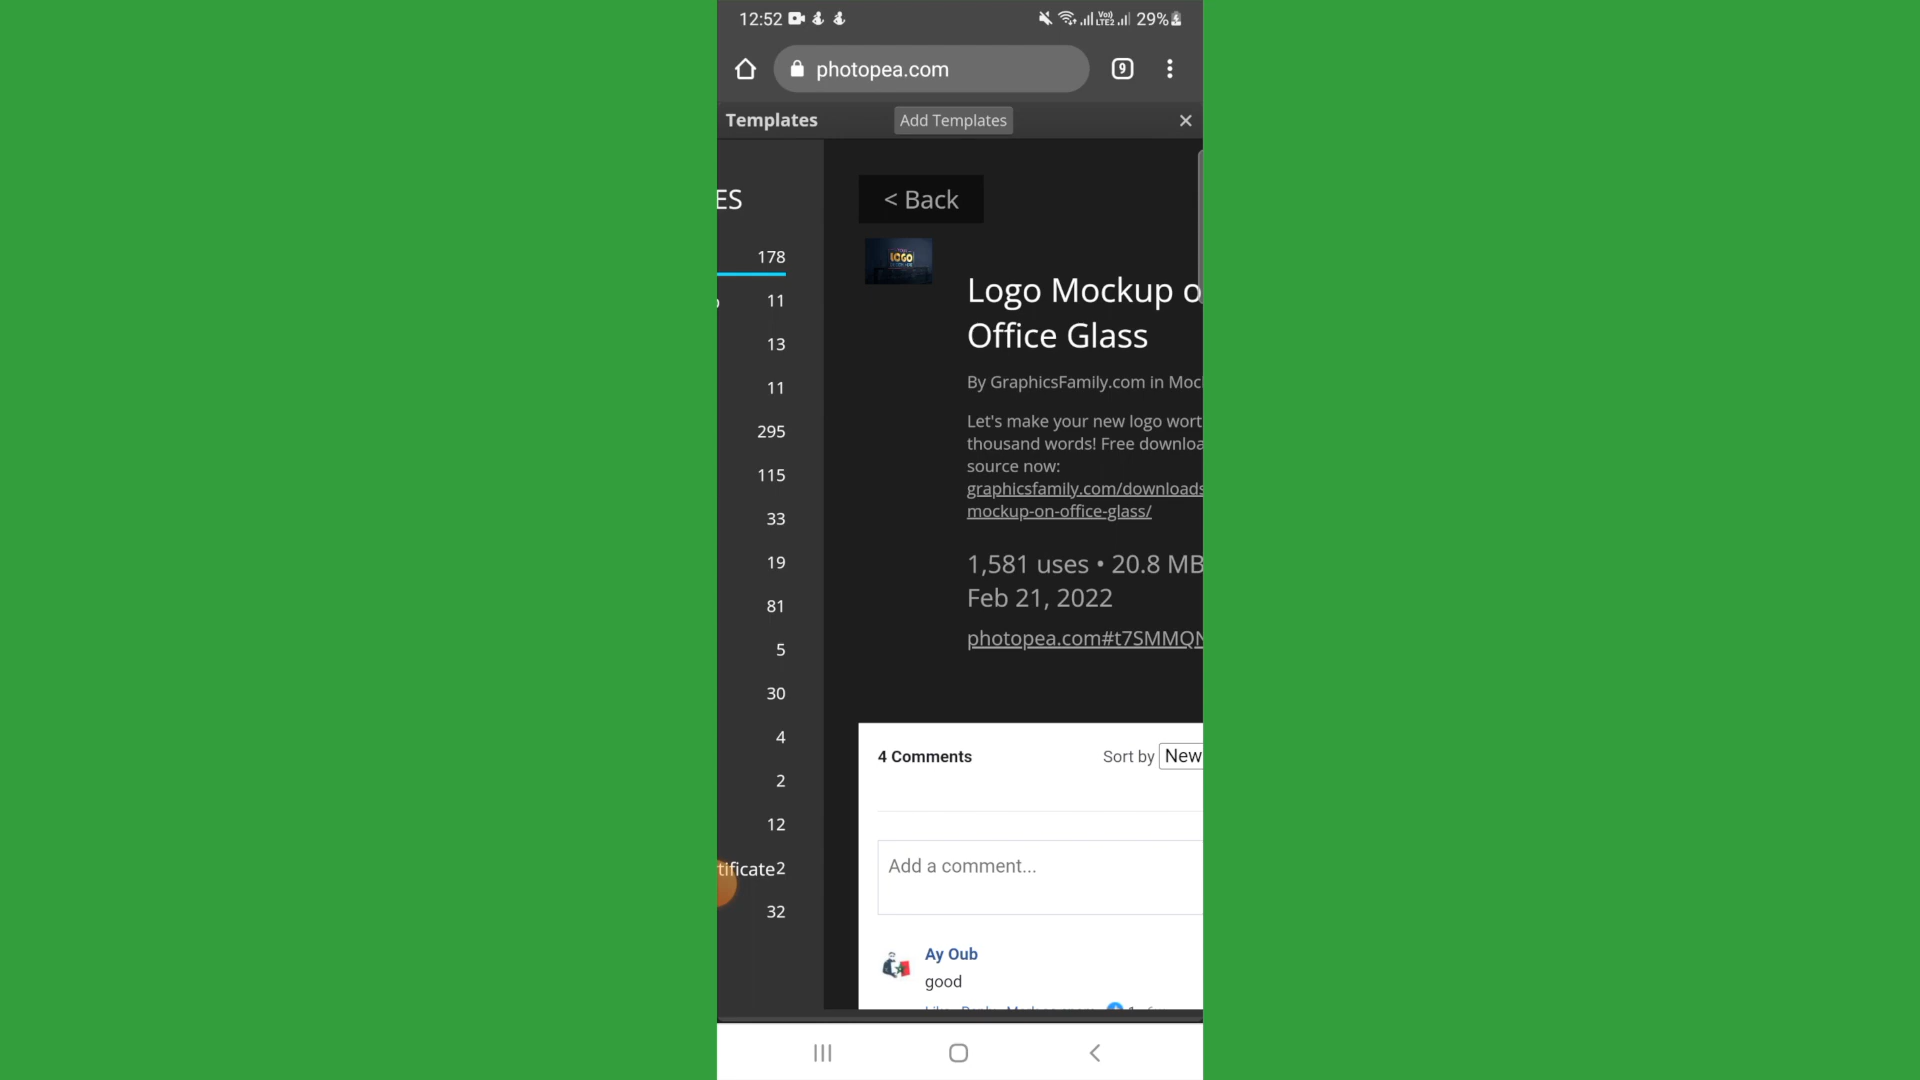 12:52
Vo))
LTE2
29%
photopea.com
9
Templates
Add Templates
ES
< Back
LOGO
178
Logo Mockup o
Office Glass
11
13
By GraphicsFamily.com in Moc
11
Let's make your new logo wort
thousand words! Free downloa
295
source now:
graphicsfamily.com/downloads
115
mockup-on-office-glass/
33
19
1,581 uses • 20.8 MB
81
Feb 21, 2022
5
photopea.com#t7SMMQN
30
4
4 Comments
Sort by
New
2
12
tificate2
Add a comment...
32
Ay Oub
good